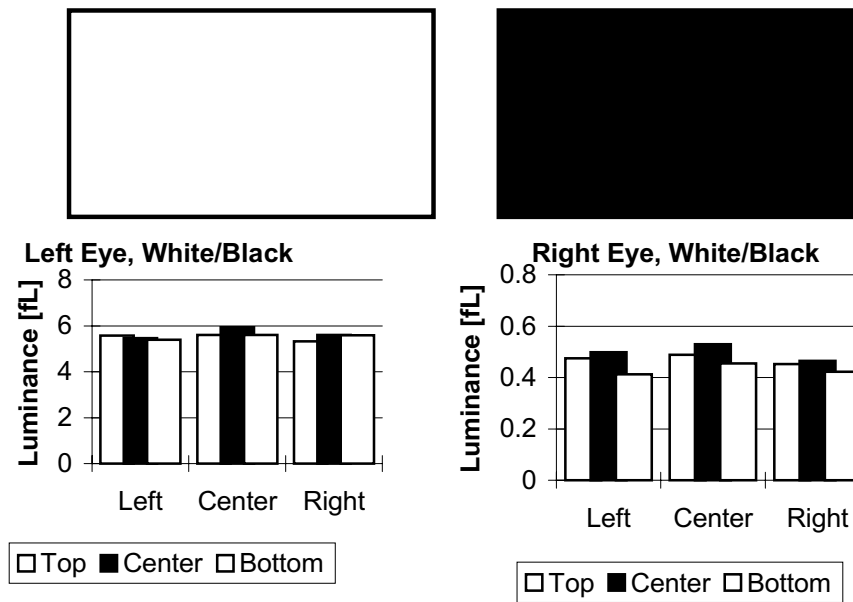 Left Eye, White/Black
8
6
4
2
0
Luminance [fL]
Left Center Right
Top Center Bottom
Right Eye, White/Black
0.8
0.6
0.4
0.2
0
Luminance [fL]
Left Center Right
Top Center Bottom